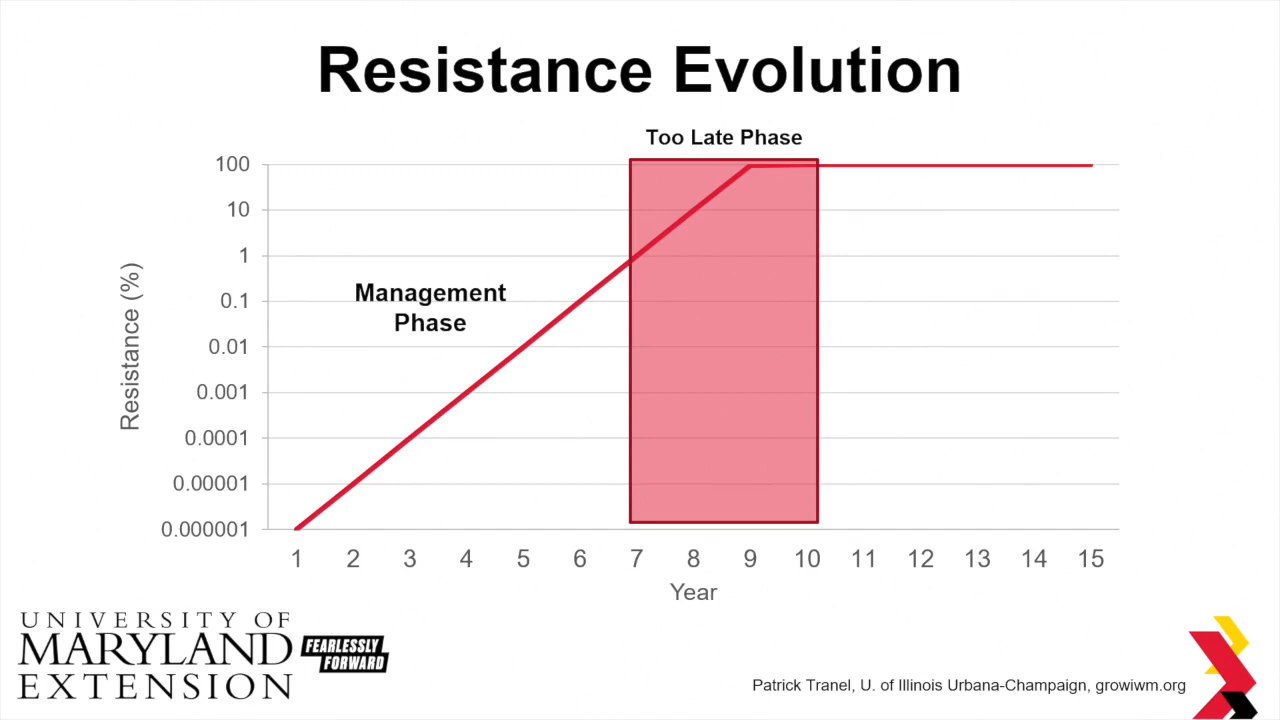 Resistance Evolution
Too Late Phase
100
10
1
0.1
0.01
0.001
0.0001
0.00001
0.000001
Resistance (%)
Management
Phase
1 2 3 4 5 6 7 8 9 10 11 12 13 14 15
Year
UNIVERSITY OF
MARYLAND
EXTENSION
FEARLESSLY
FORWARD
Patrick Tranel, U. of Illinois Urbana-Champaign, growiwm.org